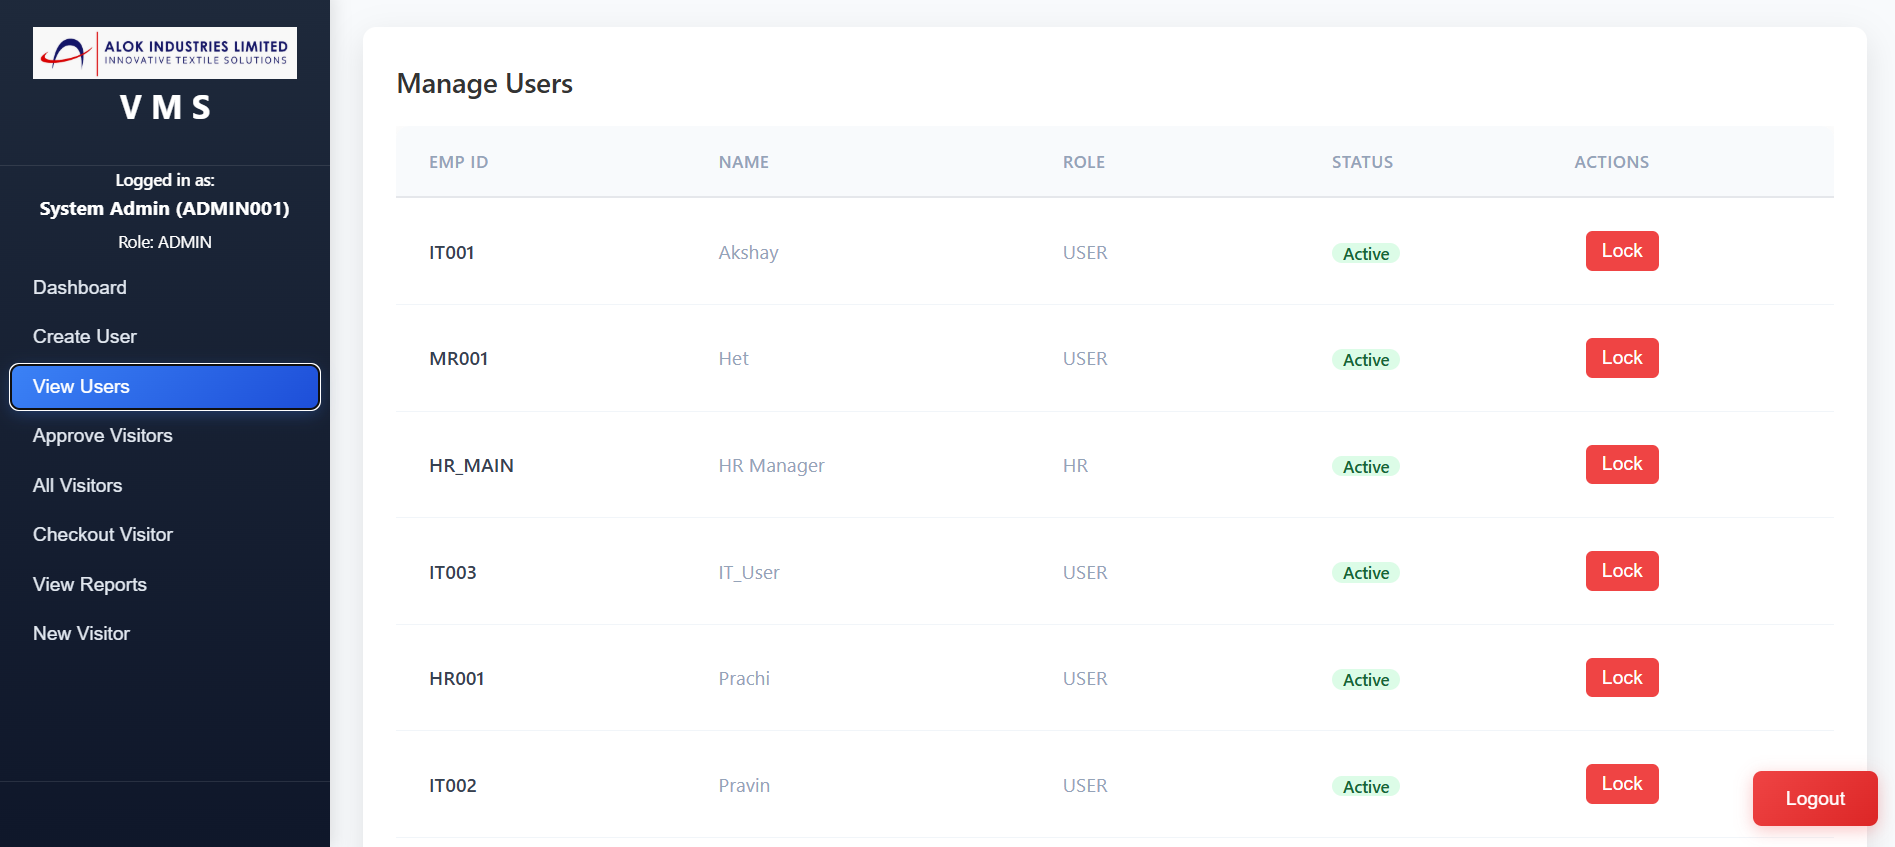 ALOK INDUSTRIES LIMITED
INNOVATIVE TEXTILE SOLUTIONS
VMS
Logged in as:
System Admin (ADMIN001)
Role: ADMIN
Dashboard
Create User
View Users
Approve Visitors
All Visitors
Checkout Visitor
View Reports
New Visitor
Manage Users
EMP ID NAME ROLE STATUS ACTIONS
IT001 Akshay USER Active Lock
MR001 Het USER Active Lock
HR_MAIN HR Manager HR Active Lock
IT003 IT_User USER Active Lock
HR001 Prachi USER Active Lock
IT002 Pravin USER Active Lock
Logout